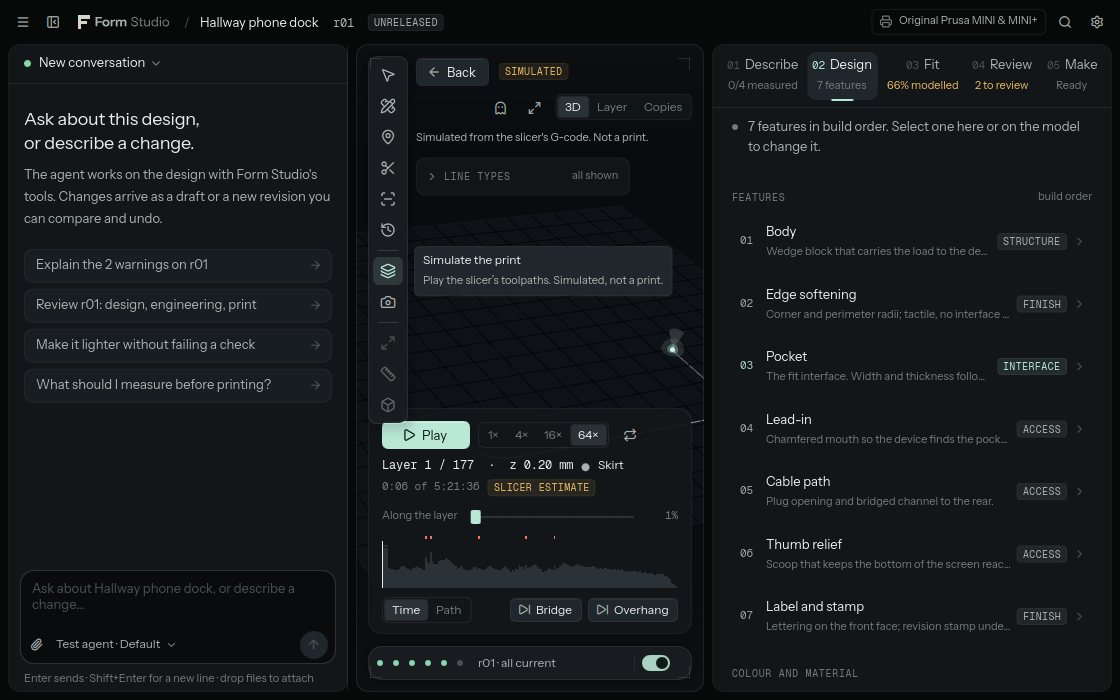 Form Studio / Hallway phone dock r01 UNRELEASED
Original Prusa MINI & MINI+
New conversation
Ask about this design,
or describe a change.
The agent works on the design with Form Studio's
tools. Changes arrive as a draft or a new revision you
can compare and undo.
Explain the 2 warnings on r01
Review r01: design, engineering, print
Make it lighter without failing a check
What should I measure before printing?
Ask about Hallway phone dock, or describe a
change...
Test agent · Default
Enter sends · Shift+Enter for a new line · drop files to attach
Back SIMULATED
3D Layer Copies
Simulated from the slicer's G-code. Not a print.
LINE TYPES all shown
Simulate the print
Play the slicer's toolpaths. Simulated, not a print.
Play 1× 4× 16× 64×
Layer 1 / 177 · z 0.20 mm Skirt
0:06 of 5:21:36 SLICER ESTIMATE
Along the layer 1%
Time Path Bridge Overhang
r01 · all current
01 Describe 02 Design 03 Fit 04 Review 05 Make
0/4 measured 7 features 66% modelled 2 to review Ready
7 features in build order. Select one here or on the model
to change it.
FEATURES build order
01 Body STRUCTURE
Wedge block that carries the load to the de...
02 Edge softening FINISH
Corner and perimeter radii; tactile, no interface ...
03 Pocket INTERFACE
The fit interface. Width and thickness follo...
04 Lead-in ACCESS
Chamfered mouth so the device finds the pock...
05 Cable path ACCESS
Plug opening and bridged channel to the rear.
06 Thumb relief ACCESS
Scoop that keeps the bottom of the screen reac...
07 Label and stamp FINISH
Lettering on the front face; revision stamp unde...
COLOUR AND MATERIAL